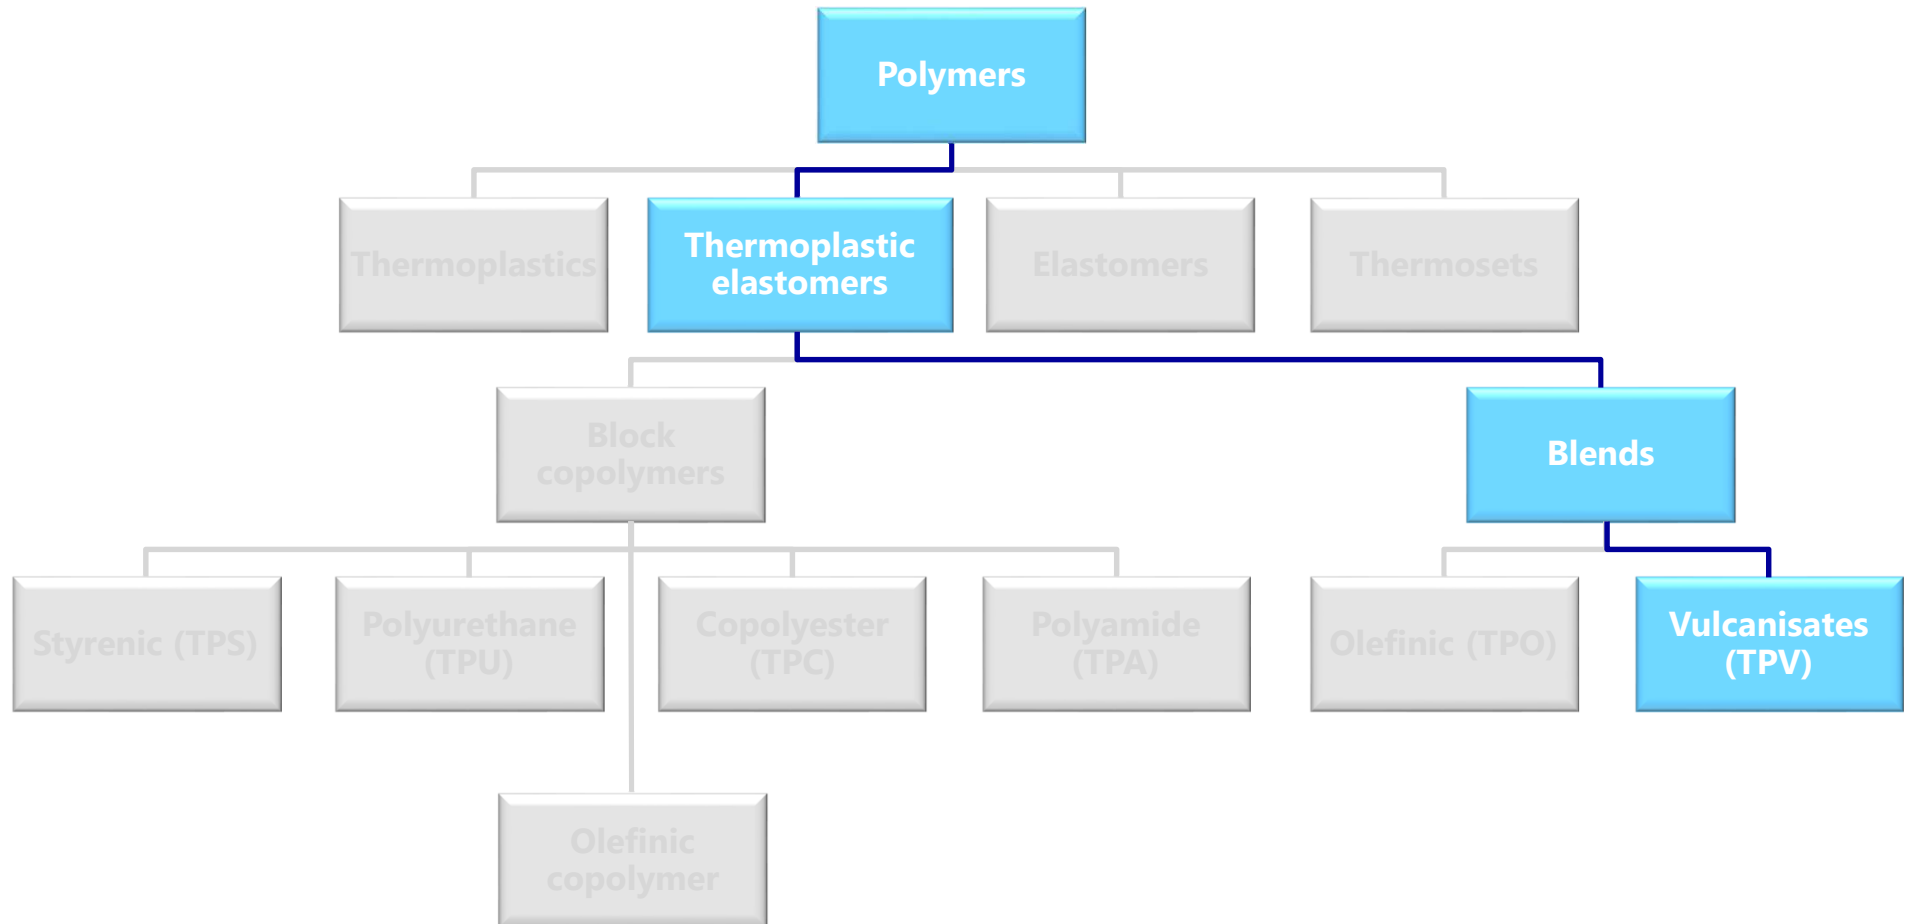 Polymers
Thermoplastics
Thermoplastic
elastomers
Elastomers
Thermosets
Block
copolymers
Blends
Styrenic (TPS)
Polyurethane
(TPU)
Copolyester
(TPC)
Polyamide
(TPA)
Olefinic (TPO)
Vulcanisates
(TPV)
Olefinic
copolymer